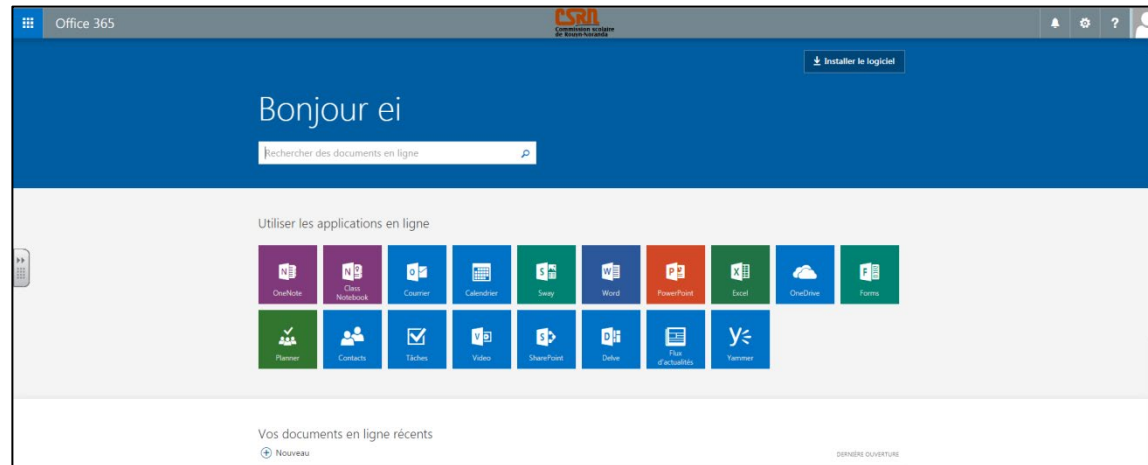 Office 365
CSRN
Commission scolaire
de Rouyn-Noranda
?
Installer le logiciel
Bonjour ei
Rechercher des documents en ligne
Utiliser les applications en ligne
OneNote
Class
Notebook
Courrier
Calendrier
Sway
Word
PowerPoint
Excel
OneDrive
Forms
Planner
Contacts
Tâches
Video
SharePoint
Delve
Flux
d'actualités
Yammer
Vos documents en ligne récents
Nouveau
DERNIÈRE OUVERTURE